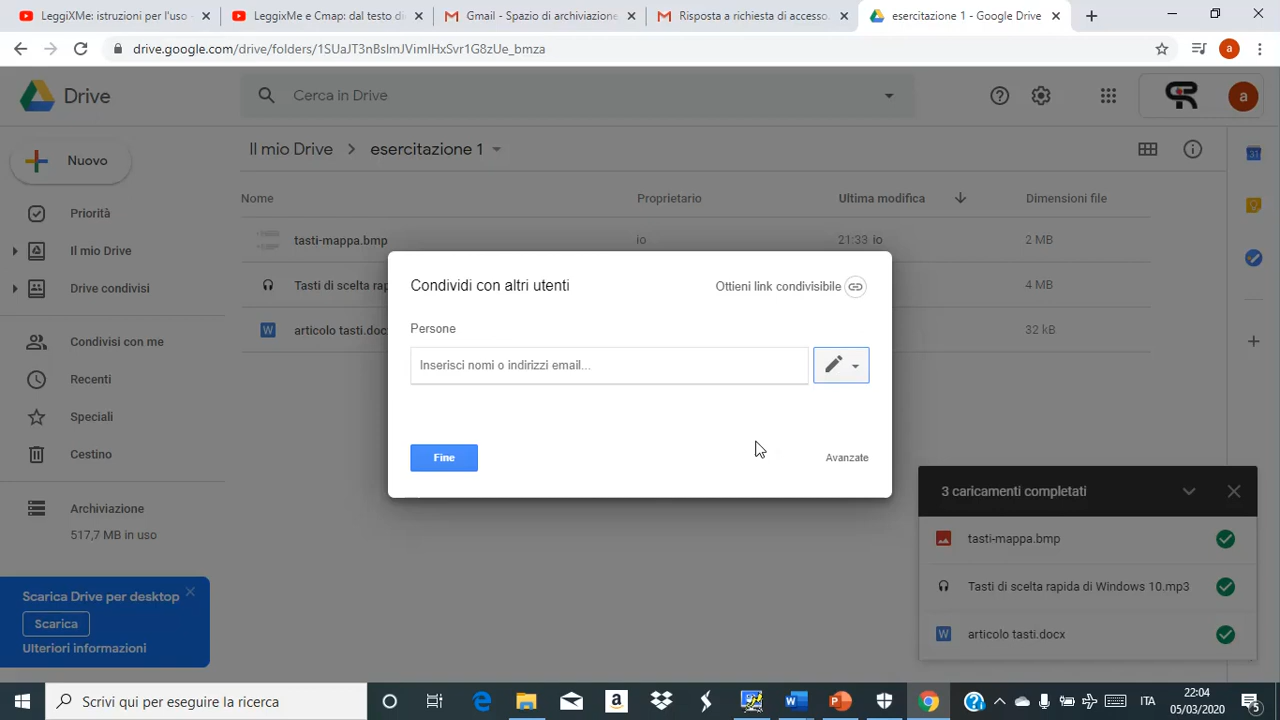 LeggiXMe: istruzioni per l'uso -
LeggixMe e Cmap: dal testo di
Gmail - Spazio di archiviazione
Risposta a richiesta di accesso.
esercitazione 1 - Google Drive
drive.google.com/drive/folders/1SUaJT3nBslmJVimlHxSvr1G8zUe_bmza
a
Drive
Cerca in Drive
a
Nuovo
Il mio Drive
esercitazione 1
31
Nome
Proprietario
Ultima modifica
Dimensioni file
Priorità
tasti-mappa.bmp
io
21:33 io
2 MB
Il mio Drive
Tasti di scelta rap
4 MB
Drive condivisi
W
articolo tasti.docx
32 kB
Condivisi con me
Recenti
Speciali
Cestino
Archiviazione
517,7 MB in uso
Condividi con altri utenti
Ottieni link condivisibile
Persone
Inserisci nomi o indirizzi email...
Fine
Avanzate
3 caricamenti completati
tasti-mappa.bmp
Tasti di scelta rapida di Windows 10.mp3
W
articolo tasti.docx
Scarica Drive per desktop
Scarica
Ulteriori informazioni
Scrivi qui per eseguire la ricerca
ITA
22:04
05/03/2020
5